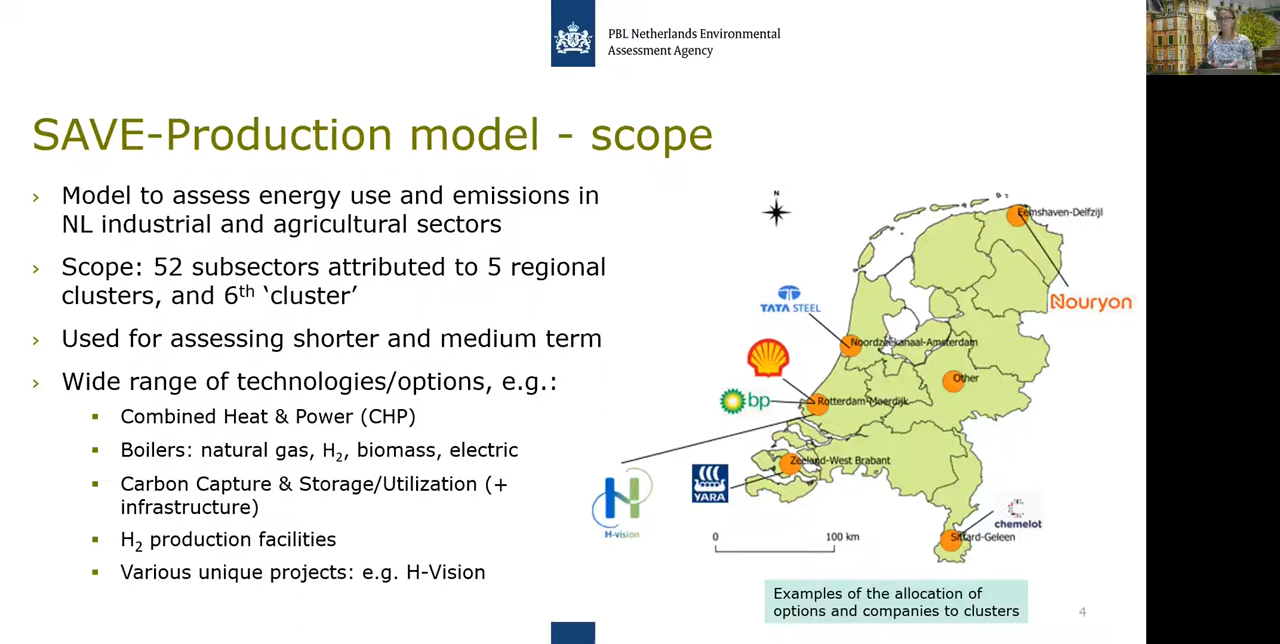 PBL Netherlands Environmental
Assessment Agency
SAVE-Production model - scope
› Model to assess energy use and emissions in
NL industrial and agricultural sectors
› Scope: 52 subsectors attributed to 5 regional
clusters, and 6th ‘cluster’
› Used for assessing shorter and medium term
› Wide range of technologies/options, e.g.:
▪ Combined Heat & Power (CHP)
▪ Boilers: natural gas, H2, biomass, electric
▪ Carbon Capture & Storage/Utilization (+
infrastructure)
▪ H2 production facilities
▪ Various unique projects: e.g. H-Vision
N
Eemshaven-Delfzijl
Nouryon
TATA STEEL
Noordzeekanaal-Amsterdam
Other
bp
Rotterdam-Moerdijk
Zeeland-West Brabant
YARA
H-vision
chemelot
Sittard-Geleen
0 100 km
Examples of the allocation of
options and companies to clusters
4